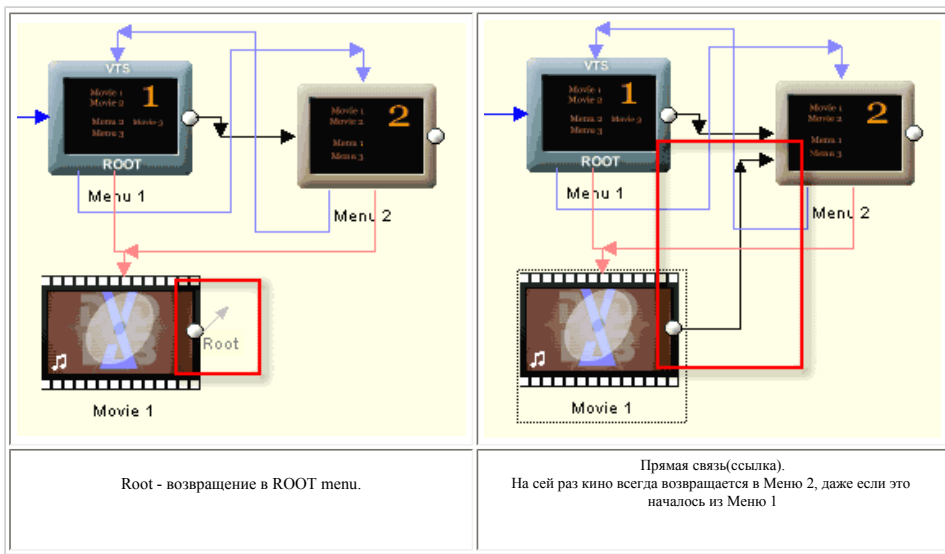 VTS
Movie 1
Movie 2
1
Menu 2 Movie 3
Menu 3
ROOT
Menu 1
Movie 1
Movie 2
2
Menu 1
Menu 3
Menu 2
Root
Movie 1
VTS
Movie 1
Movie 2
1
Menu 2 Movie 3
Menu 3
ROOT
Menu 1
Movie 1
Movie 2
2
Menu 1
Menu 3
Menu 2
Movie 1
Root - возвращение в ROOT menu.
Прямая связь(ссылка).
На сей раз кино всегда возвращается в Меню 2, даже если это
началось из Меню 1